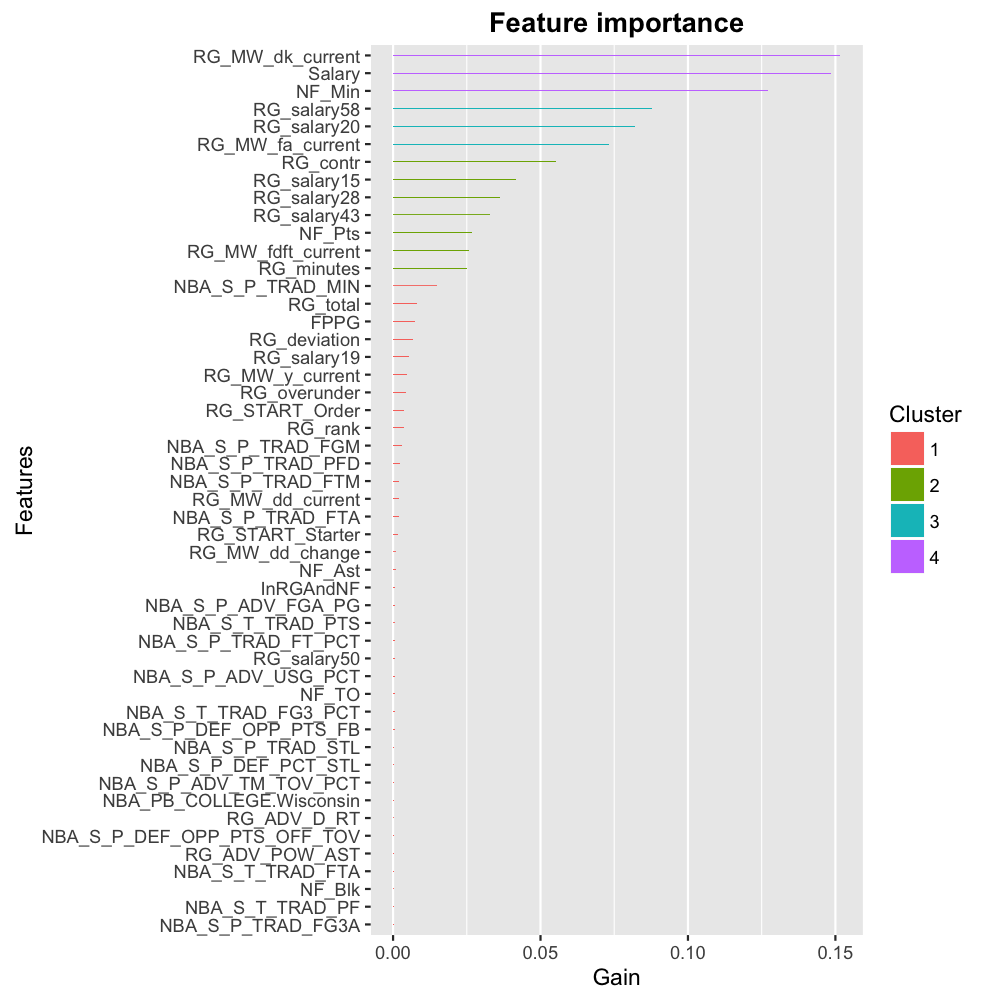 Feature importance
RG_MW_dk_current
Salary
NF_Min
RG_salary58
RG_salary20
RG_MW_fa_current
RG_contr
RG_salary15
RG_salary28
RG_salary43
NF_Pts
RG_MW_fdft_current
RG_minutes
NBA_S_P_TRAD_MIN
RG_total
FPPG
RG_deviation
RG_salary19
RG_MW_y_current
RG_overunder
RG_START_Order
RG_rank
NBA_S_P_TRAD_FGM
NBA_S_P_TRAD_PFD
NBA_S_P_TRAD_FTM
RG_MW_dd_current
NBA_S_P_TRAD_FTA
RG_START_Starter
RG_MW_dd_change
NF_Ast
InRGAndNF
NBA_S_P_ADV_FGA_PG
NBA_S_T_TRAD_PTS
NBA_S_P_TRAD_FT_PCT
RG_salary50
NBA_S_P_ADV_USG_PCT
NF_TO
NBA_S_T_TRAD_FG3_PCT
NBA_S_P_DEF_OPP_PTS_FB
NBA_S_P_TRAD_STL
NBA_S_P_DEF_PCT_STL
NBA_S_P_ADV_TM_TOV_PCT
NBA_PB_COLLEGE.Wisconsin
RG_ADV_D_RT
NBA_S_P_DEF_OPP_PTS_OFF_TOV
RG_ADV_POW_AST
NBA_S_T_TRAD_FTA
NF_Blk
NBA_S_T_TRAD_PF
NBA_S_P_TRAD_FG3A
Features
0.00 0.05 0.10 0.15
Gain
Cluster
1
2
3
4